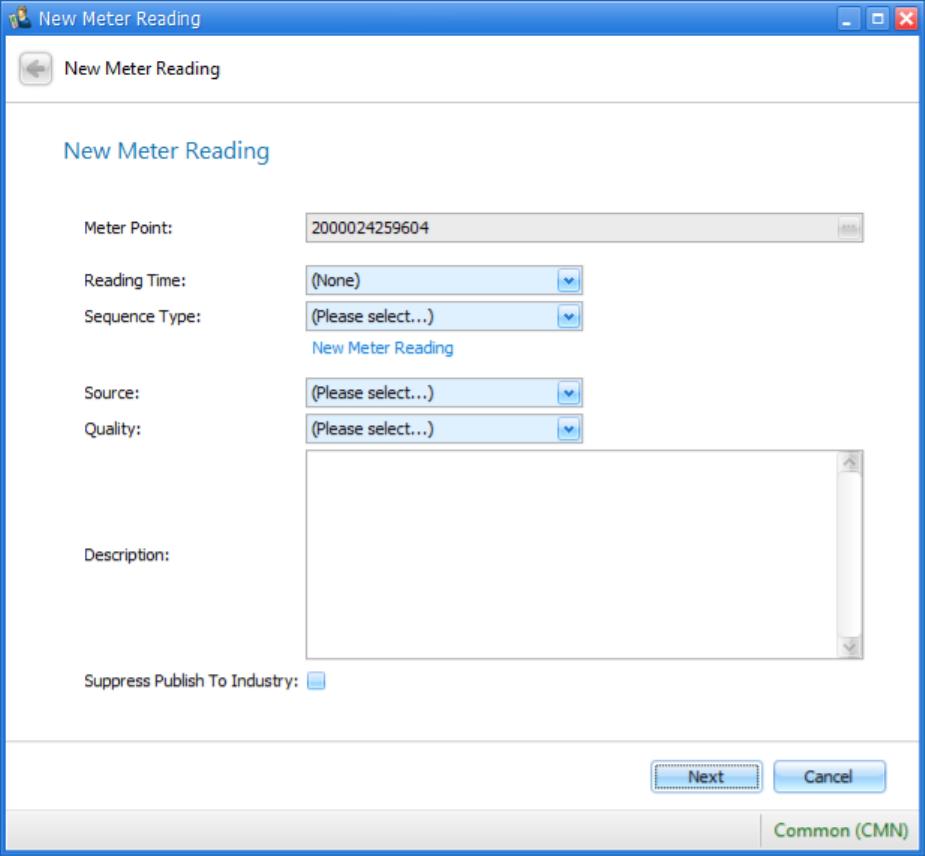 New Meter Reading
New Meter Reading
New Meter Reading
Meter Point: 2000024259604
Reading Time: (None)
Sequence Type: (Please select...)
New Meter Reading
Source: (Please select...)
Quality: (Please select...)
Description:
Suppress Publish To Industry:
Next Cancel
Common (CMN)